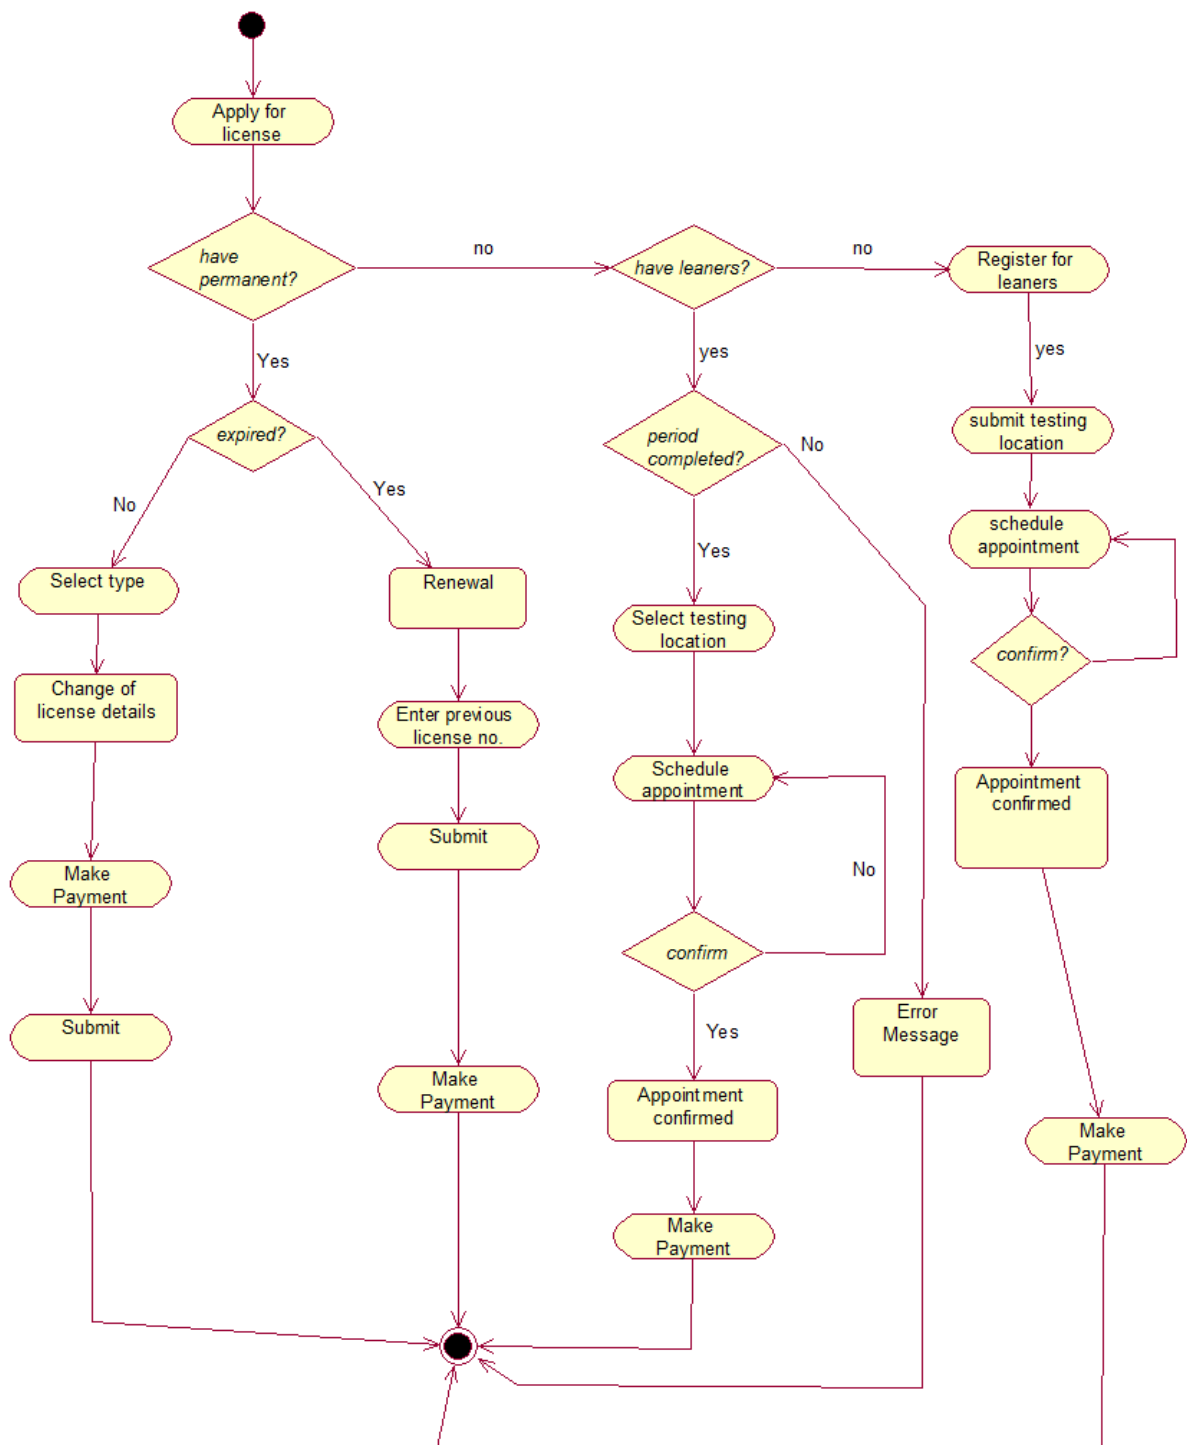 Apply for
license
have
permanent?
no
have leaners?
no
Register for
leaners
Yes
yes
yes
expired?
period
completed?
No
submit testing
location
No
Yes
Yes
schedule
appointment
Select type
Renewal
Select testing
location
confirm?
Change of
license details
Enter previous
license no.
Schedule
appointment
Appointment
confirmed
Submit
No
Make
Payment
confirm
Submit
Yes
Error
Message
Make
Payment
Appointment
confirmed
Make
Payment
Make
Payment